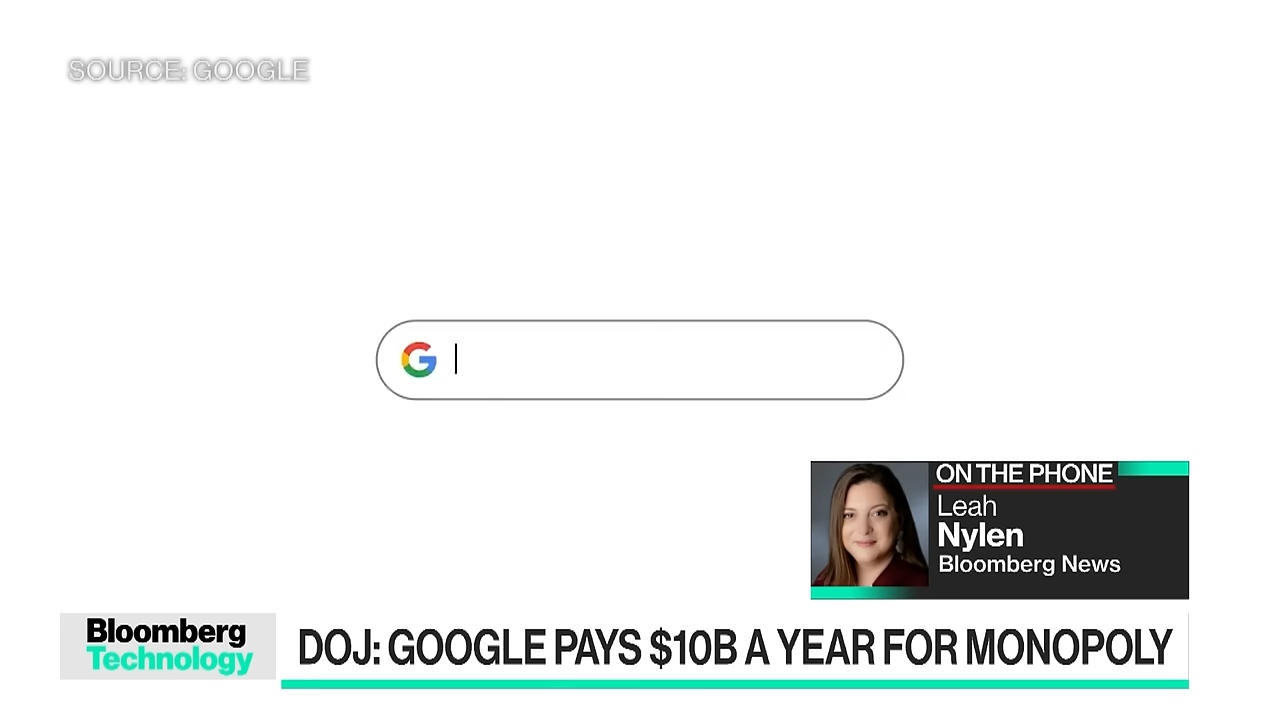 SOURCE: GOOGLE
G
ON THE PHONE
Leah
Nylen
Bloomberg News
Bloomberg
Technology
DOJ: GOOGLE PAYS $10B A YEAR FOR MONOPOLY